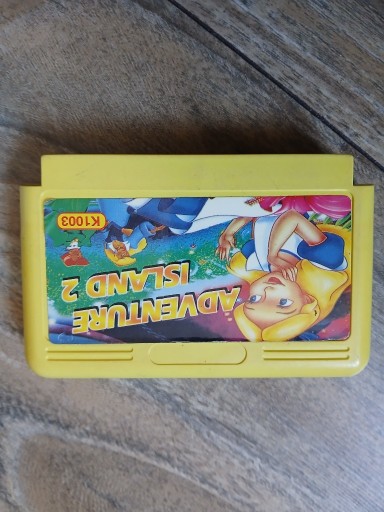 ADVENTURE
ISLAND 2
K1003